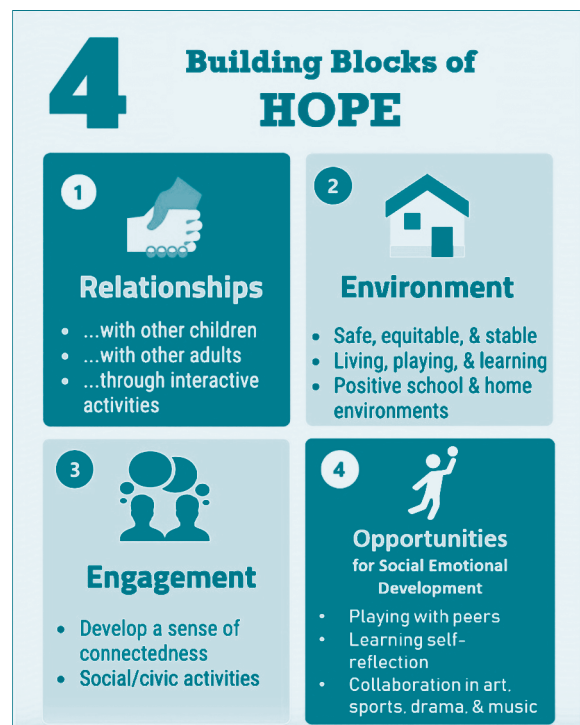 4
Building Blocks of
HOPE
1
Relationships
• ...with other children
• ...with other adults
• ...through interactive
activities
2
Environment
• Safe, equitable, & stable
• Living, playing, & learning
• Positive school & home
environments
3
Engagement
• Develop a sense of
connectedness
• Social/civic activities
4
Opportunities
for Social Emotional
Development
• Playing with peers
• Learning self-
reflection
• Collaboration in art,
sports, drama, & music